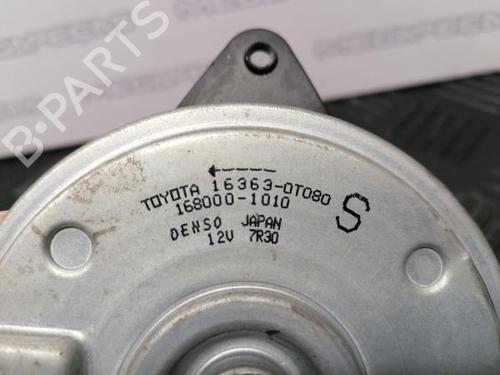 TOYOTA 16363-0T080
168000-1010
DENSO JAPAN
12V 7R30
S
B-PARTS